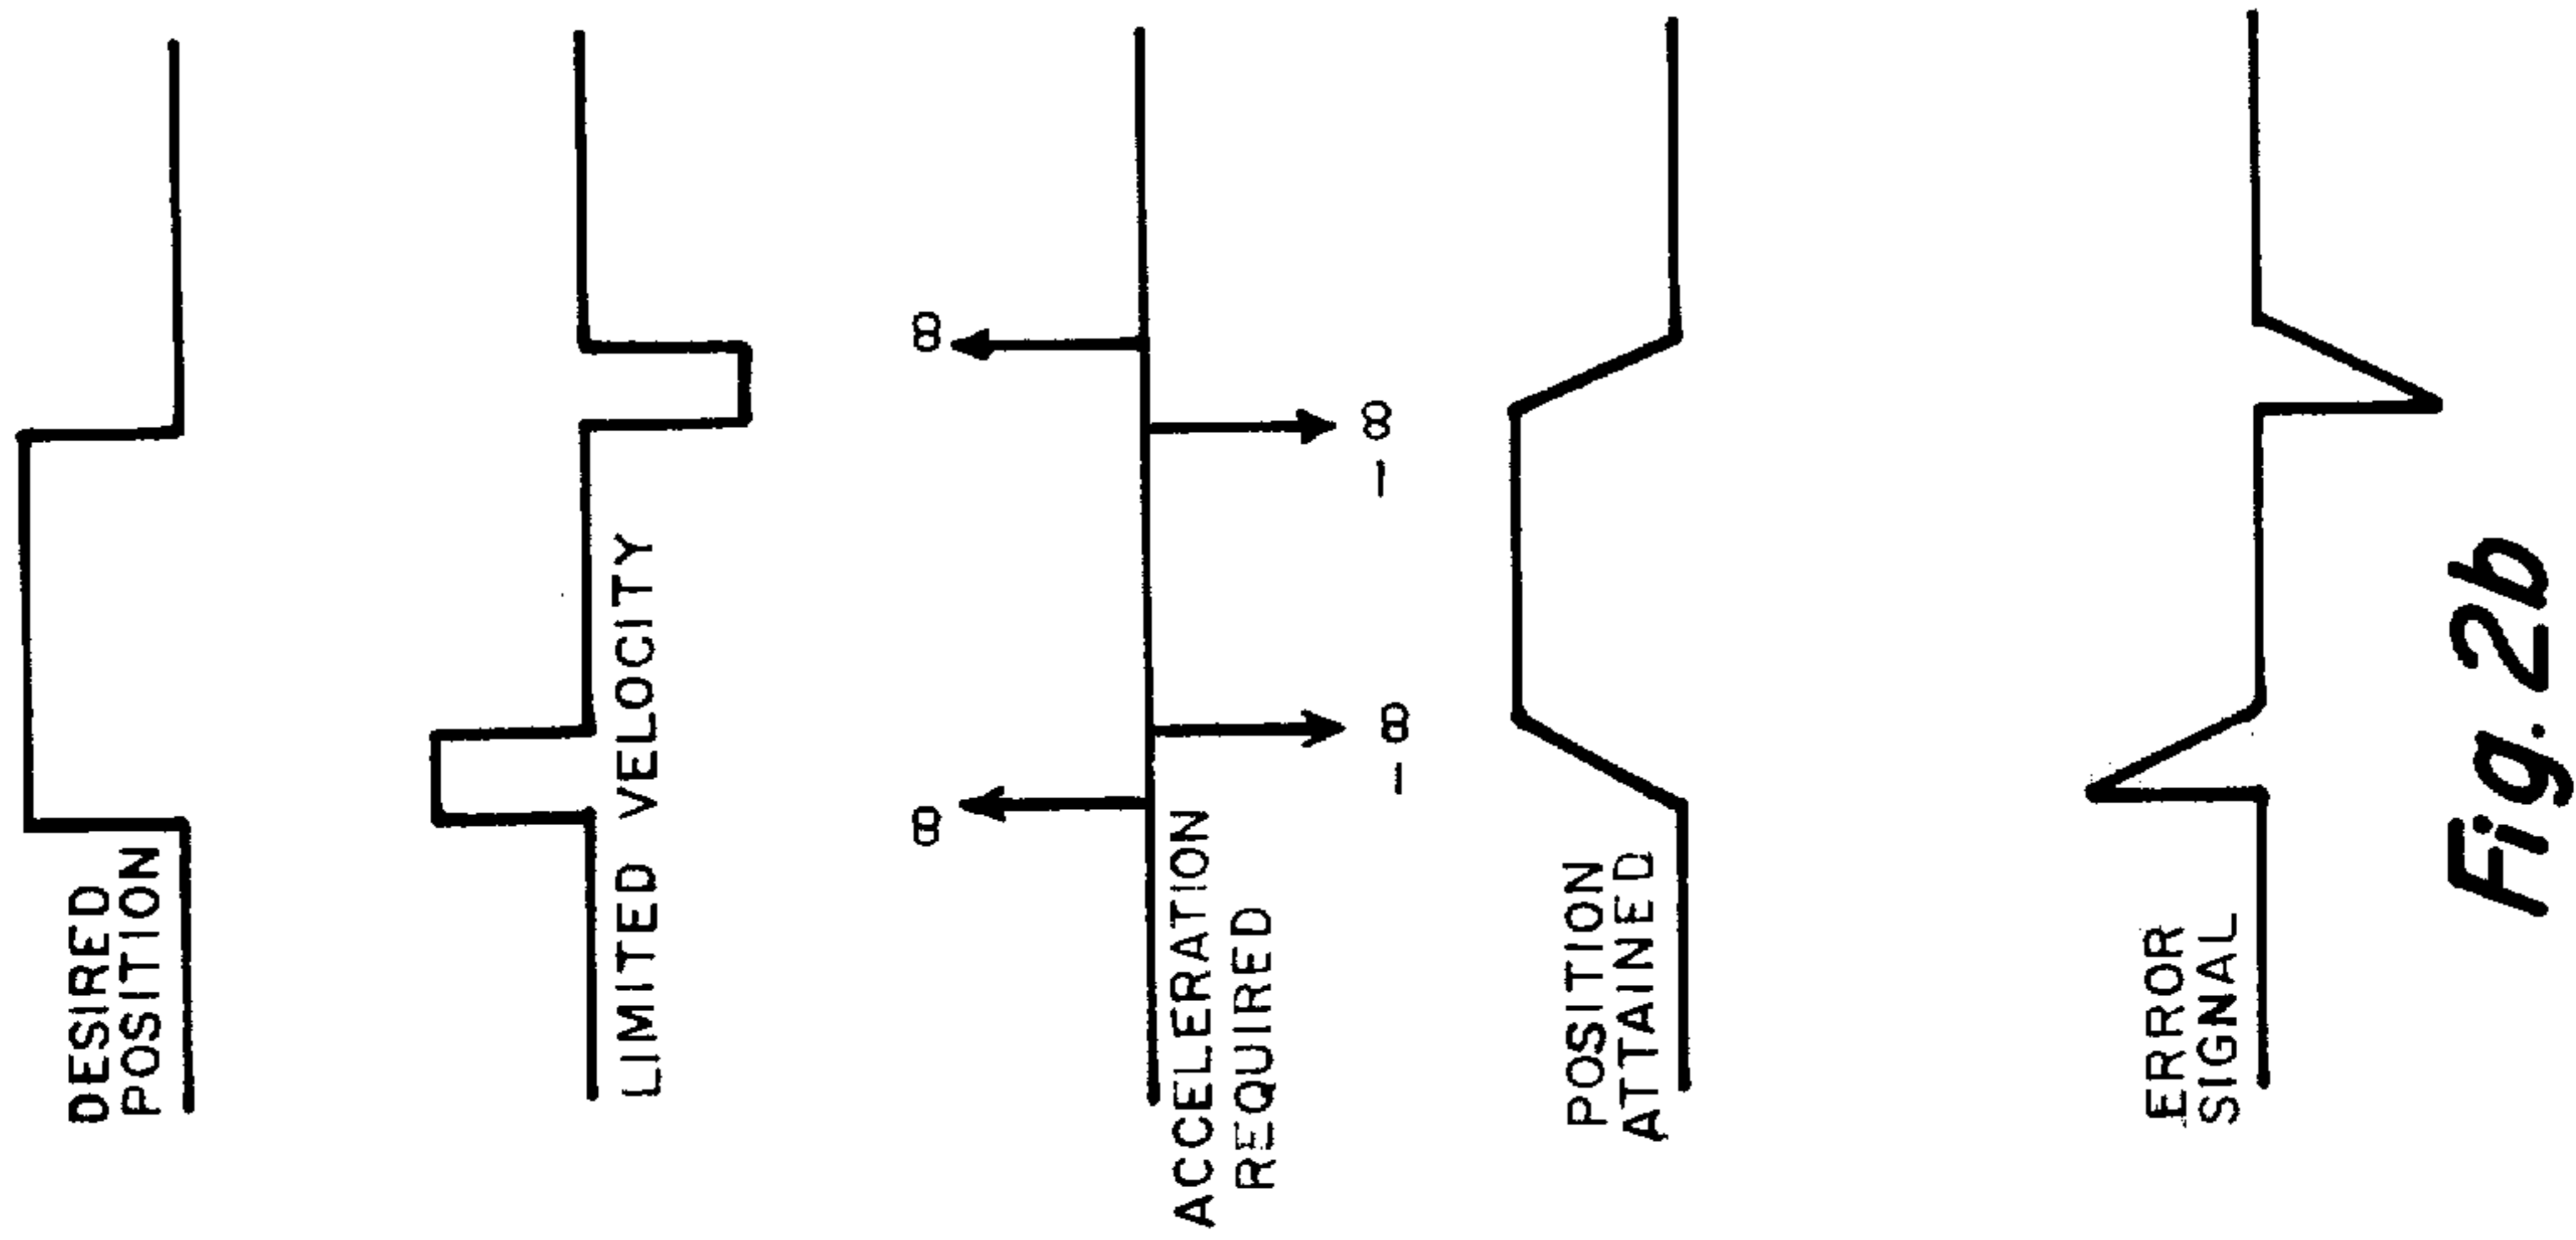 DESIRED
POSITION
LIMITED VELOCITY
∞ ∞
ACCELERATION
REQUIRED
-∞ -∞
POSITION
ATTAINED
ERROR
SIGNAL
Fig. 2b